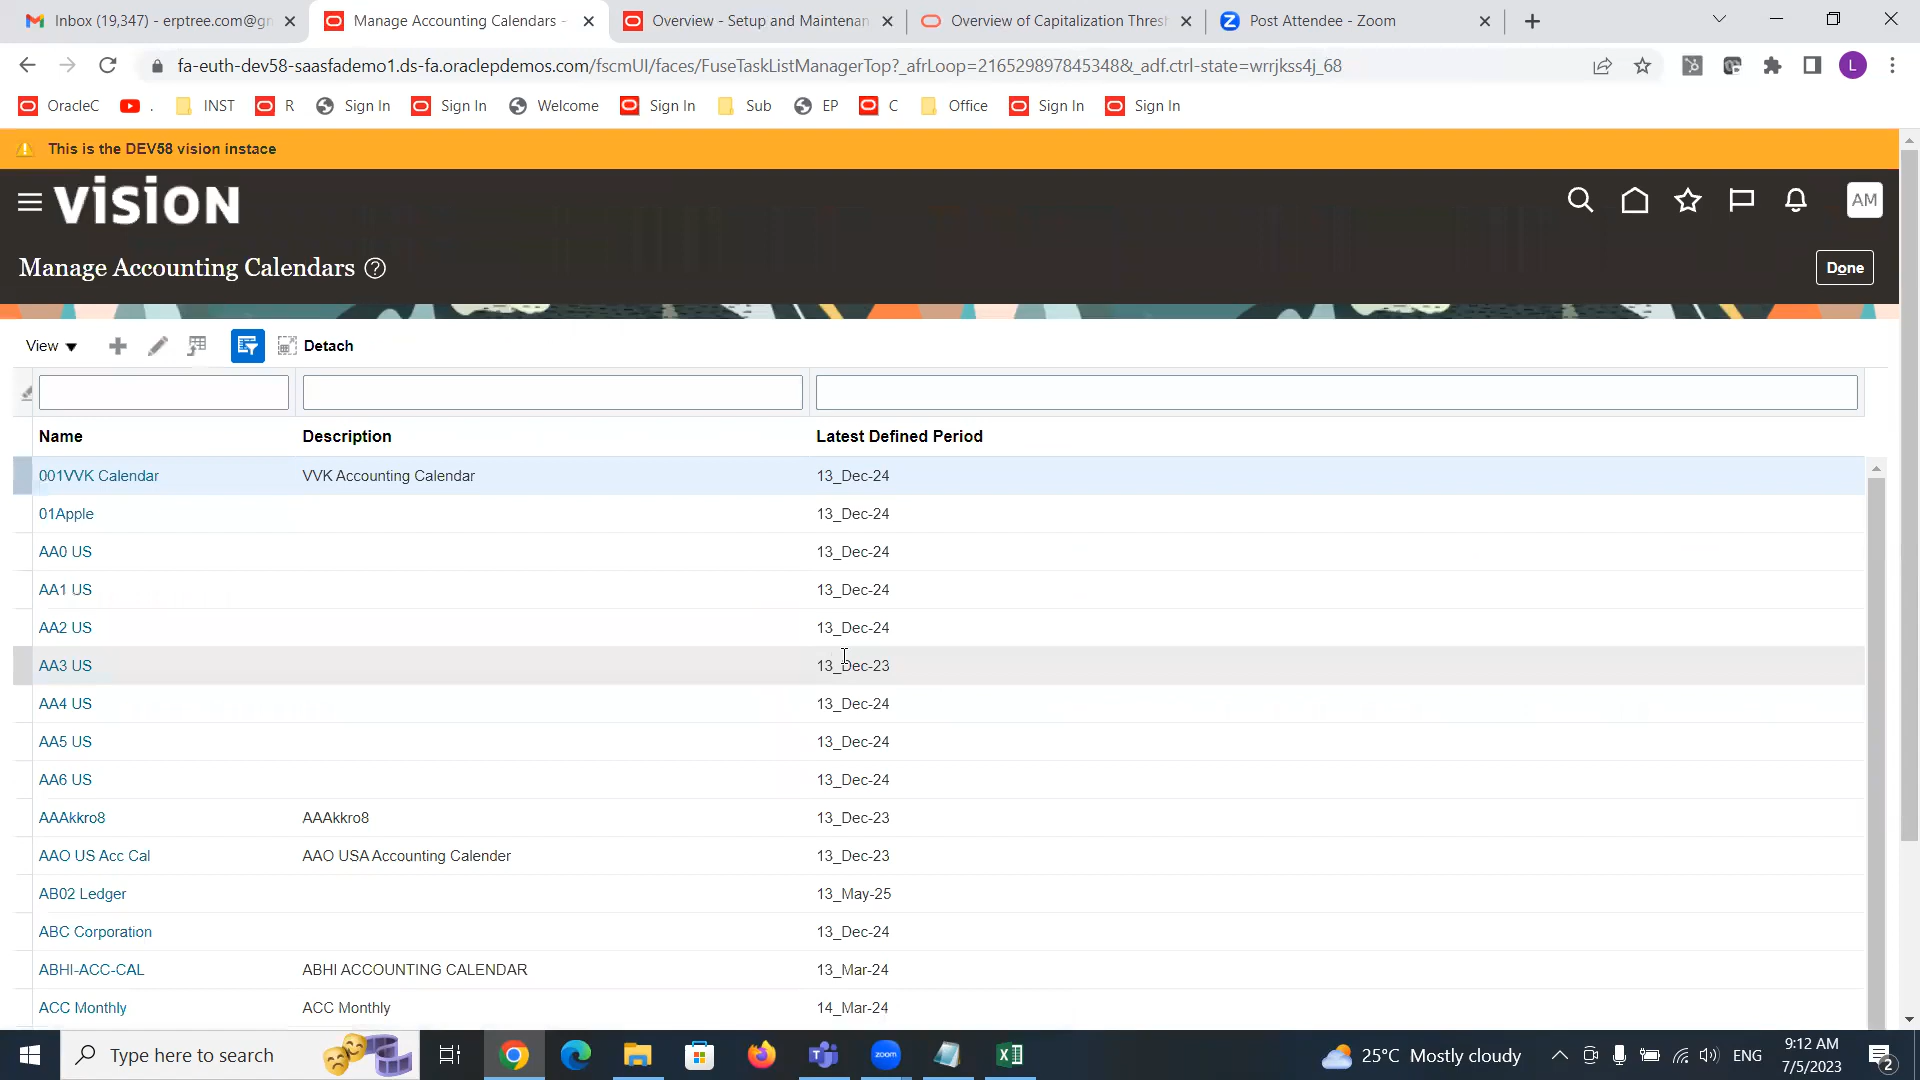 Inbox (19,347) - erptree.com@gr
Manage Accounting Calendars -
Overview - Setup and Maintenan
Overview of Capitalization Thresh
Post Attendee - Zoom
fa-euth-dev58-saasfademo1.ds-fa.oraclepdemos.com/fscmUI/faces/FuseTaskListManagerTop?_afrLoop=216529897845348&_adf.ctrl-state=wrrjkss4j_68
L
OracleC . INST R Sign In Sign In Welcome Sign In Sub EP C Office Sign In Sign In
This is the DEV58 vision instace
vision
AM
Manage Accounting Calendars ?
Done
View Detach
Name Description Latest Defined Period
001VVK Calendar VVK Accounting Calendar 13_Dec-24
01Apple 13_Dec-24
AA0 US 13_Dec-24
AA1 US 13_Dec-24
AA2 US 13_Dec-24
AA3 US 13_Dec-23
AA4 US 13_Dec-24
AA5 US 13_Dec-24
AA6 US 13_Dec-24
AAAkkro8 AAAkkro8 13_Dec-23
AAO US Acc Cal AAO USA Accounting Calender 13_Dec-23
AB02 Ledger 13_May-25
ABC Corporation 13_Dec-24
ABHI-ACC-CAL ABHI ACCOUNTING CALENDAR 13_Mar-24
ACC Monthly ACC Monthly 14_Mar-24
Type here to search
zoom
25°C Mostly cloudy
ENG
9:12 AM
7/5/2023
2